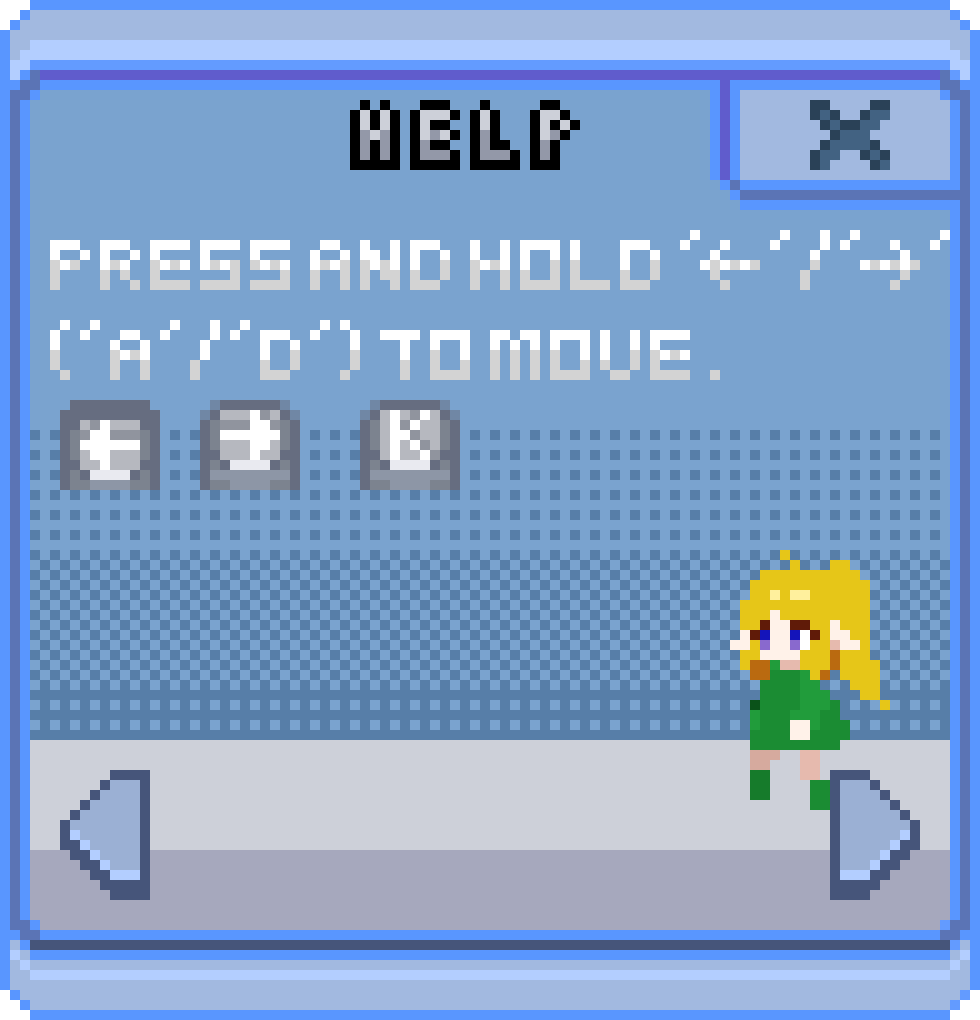 HELP
PRESS AND HOLD '←'/'→'
('A'/'D') TO MOVE.
← → K